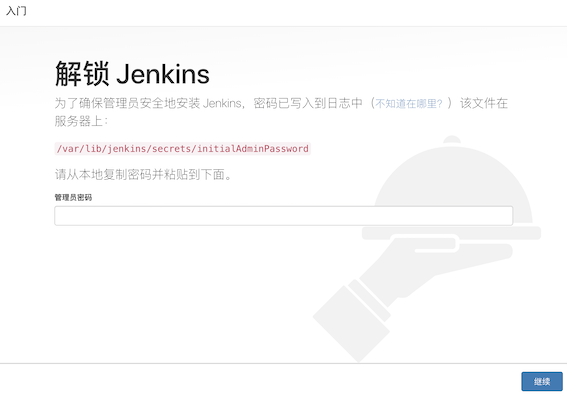 入门
解锁 Jenkins
为了确保管理员安全地安装 Jenkins，密码已写入到日志中（不知道在哪里？）该文件在
服务器上：
/var/lib/jenkins/secrets/initialAdminPassword
请从本地复制密码并粘贴到下面。
管理员密码
继续